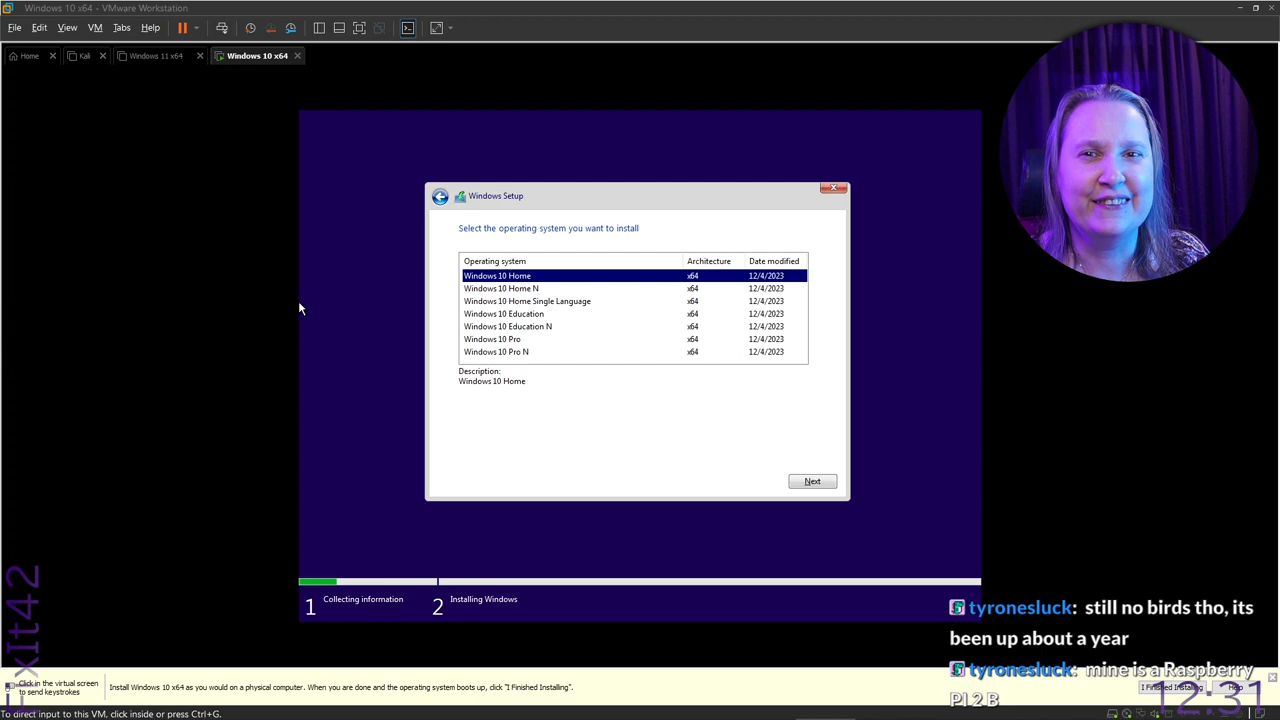 Windows 10 x64 - VMware Workstation
File Edit View VM Tabs Help
Home Kali Windows 11 x64 Windows 10 x64
Windows Setup
Select the operating system you want to install
Operating system Architecture Date modified
Windows 10 Home x64 12/4/2023
Windows 10 Home N x64 12/4/2023
Windows 10 Home Single Language x64 12/4/2023
Windows 10 Education x64 12/4/2023
Windows 10 Education N x64 12/4/2023
Windows 10 Pro x64 12/4/2023
Windows 10 Pro N x64 12/4/2023
Description:
Windows 10 Home
Next
1 Collecting information 2 Installing Windows
tyronesluck: still no birds tho, its
been up about a year
tyronesluck: mine is a Raspberry
PI 2 B
ExIt42
Click in the virtual screen
to send keystrokes
Install Windows 10 x64 as you would on a physical computer. When you are done and the operating system boots up, click "I Finished Installing".
I Finished Installing Help
12:31
To direct input to this VM, click inside or press Ctrl+G.